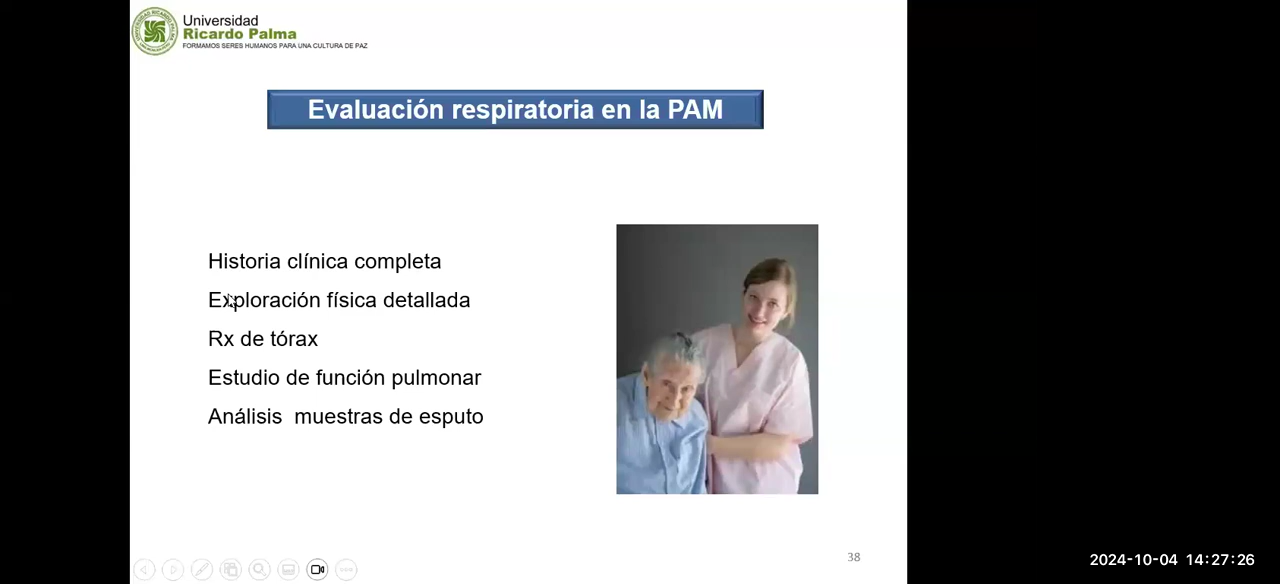 Universidad
Ricardo Palma
FORMAMOS SERES HUMANOS PARA UNA CULTURA DE PAZ
Evaluación respiratoria en la PAM
Historia clínica completa
Exploración física detallada
Rx de tórax
Estudio de función pulmonar
Análisis  muestras de esputo
38
2024-10-04 14:27:26